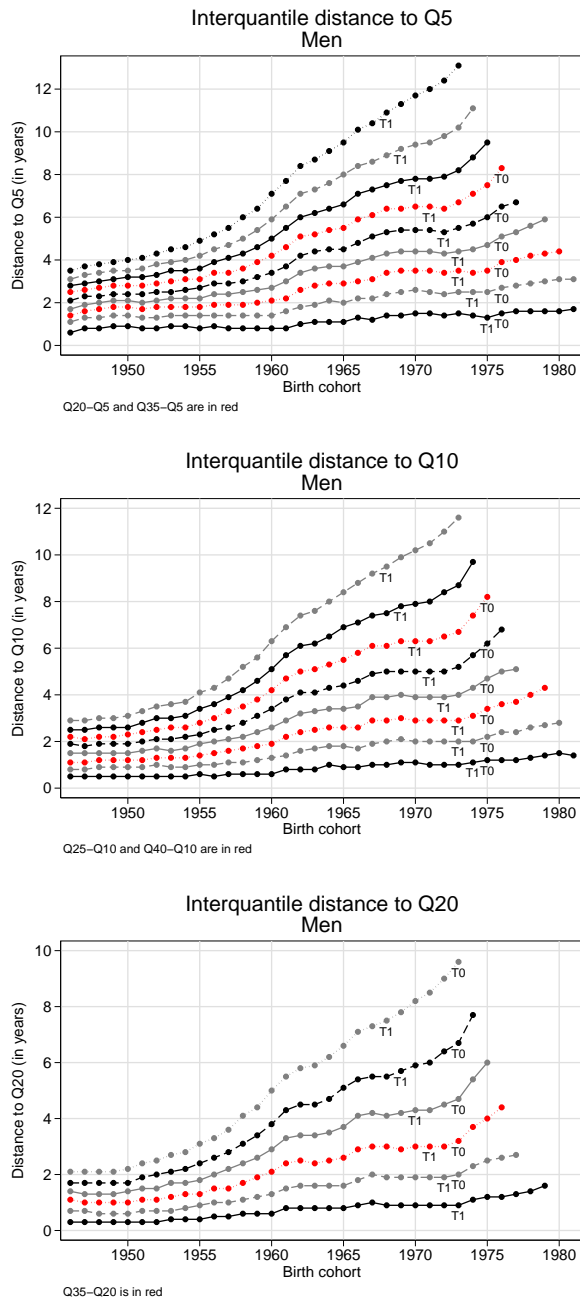 Interquantile distance to Q5
Men
12
10
8
6
4
2
0
Distance to Q5 (in years)
T1
T1
T0
T1
T1
T0
T1
T0
T1
T0
T1
T0
T1
T0
T1
T0
1950 1955 1960 1965 1970 1975 1980
Birth cohort
Q20–Q5 and Q35–Q5 are in red
Interquantile distance to Q10
Men
12
10
8
6
4
2
0
Distance to Q10 (in years)
T1
T1
T0
T1
T0
T1
T0
T1
T0
T1
T0
T1
T0
T1
T0
1950 1955 1960 1965 1970 1975 1980
Birth cohort
Q25–Q10 and Q40–Q10 are in red
Interquantile distance to Q20
Men
10
8
6
4
2
0
Distance to Q20 (in years)
T0
T1
T0
T1
T0
T1
T0
T1
T1
T0
T1
1950 1955 1960 1965 1970 1975 1980
Birth cohort
Q35–Q20 is in red